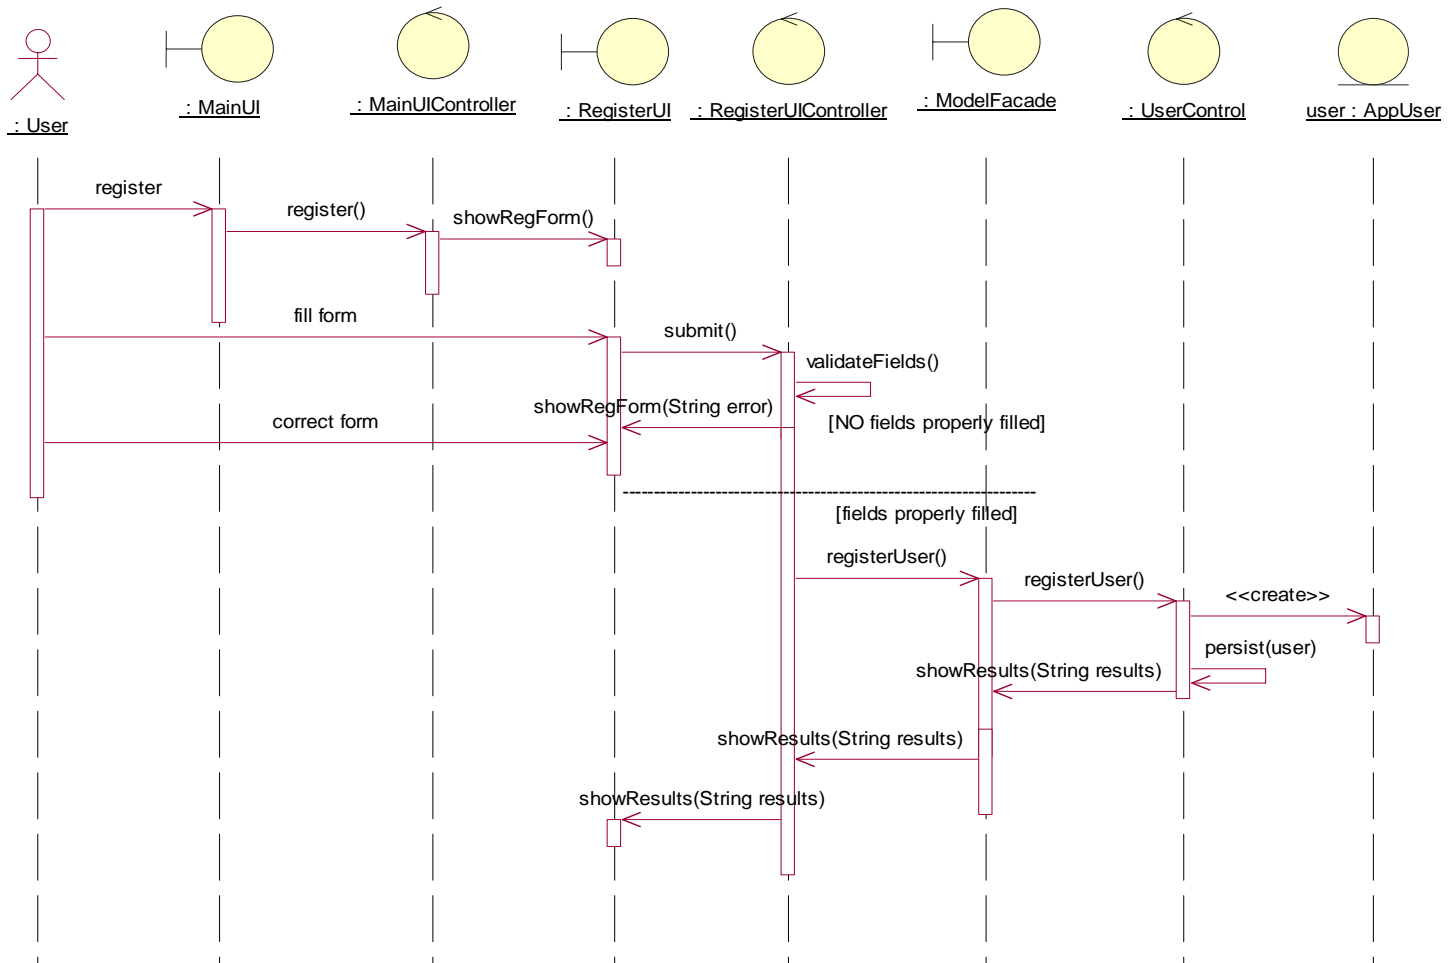 : User
: MainUI
: MainUIController
: RegisterUI
: RegisterUIController
: ModelFacade
: UserControl
user : AppUser
register
register()
showRegForm()
fill form
submit()
validateFields()
showRegForm(String error)
[NO fields properly filled]
correct form
[fields properly filled]
registerUser()
registerUser()
<<create>>
persist(user)
showResults(String results)
showResults(String results)
showResults(String results)